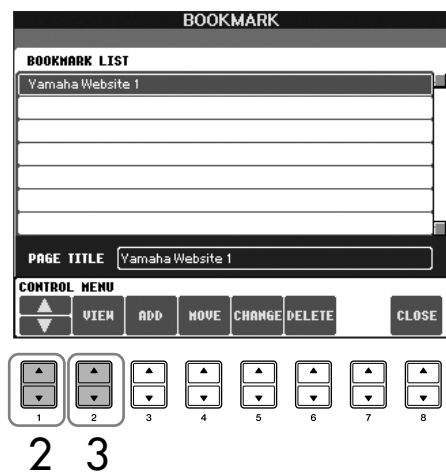 BOOKMARK
BOOKMARK LIST
Yamaha Website 1
PAGE TITLE Yamaha Website 1
CONTROL MENU
VIEW ADD MOVE CHANGE DELETE CLOSE
1 2 3 4 5 6 7 8
2 3